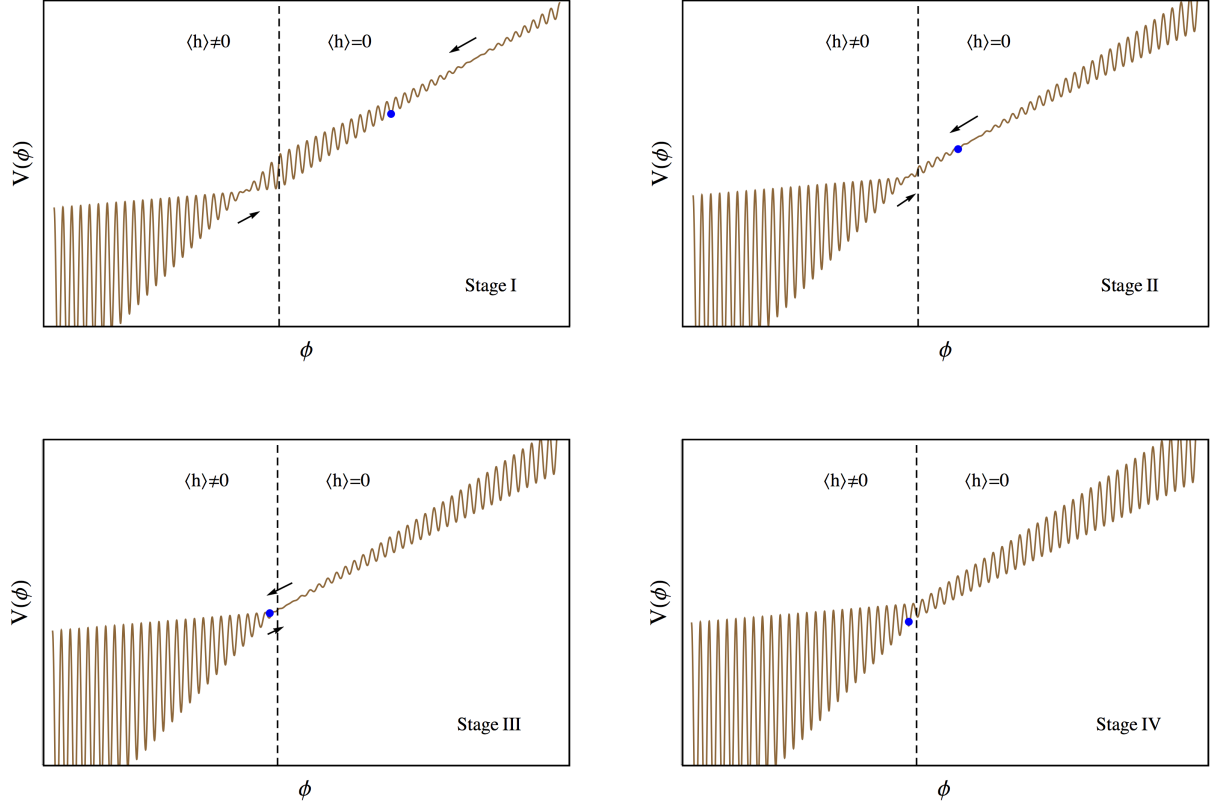 ⟨h⟩≠0 ⟨h⟩=0
V(ϕ)
Stage I
ϕ
⟨h⟩≠0 ⟨h⟩=0
V(ϕ)
Stage II
ϕ
⟨h⟩≠0 ⟨h⟩=0
V(ϕ)
Stage III
ϕ
⟨h⟩≠0 ⟨h⟩=0
V(ϕ)
Stage IV
ϕ